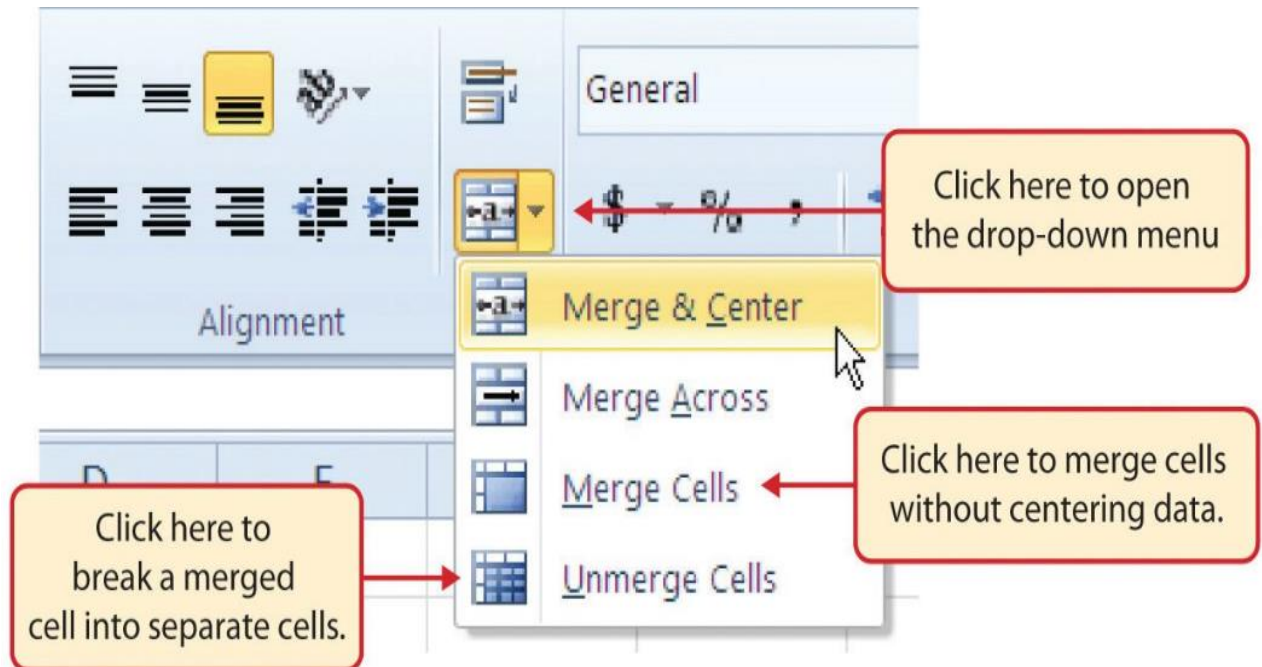 General
$ % ,
Click here to open
the drop-down menu
Alignment
Merge & Center
Merge Across
Merge Cells
Unmerge Cells
Click here to merge cells
without centering data.
Click here to
break a merged
cell into separate cells.